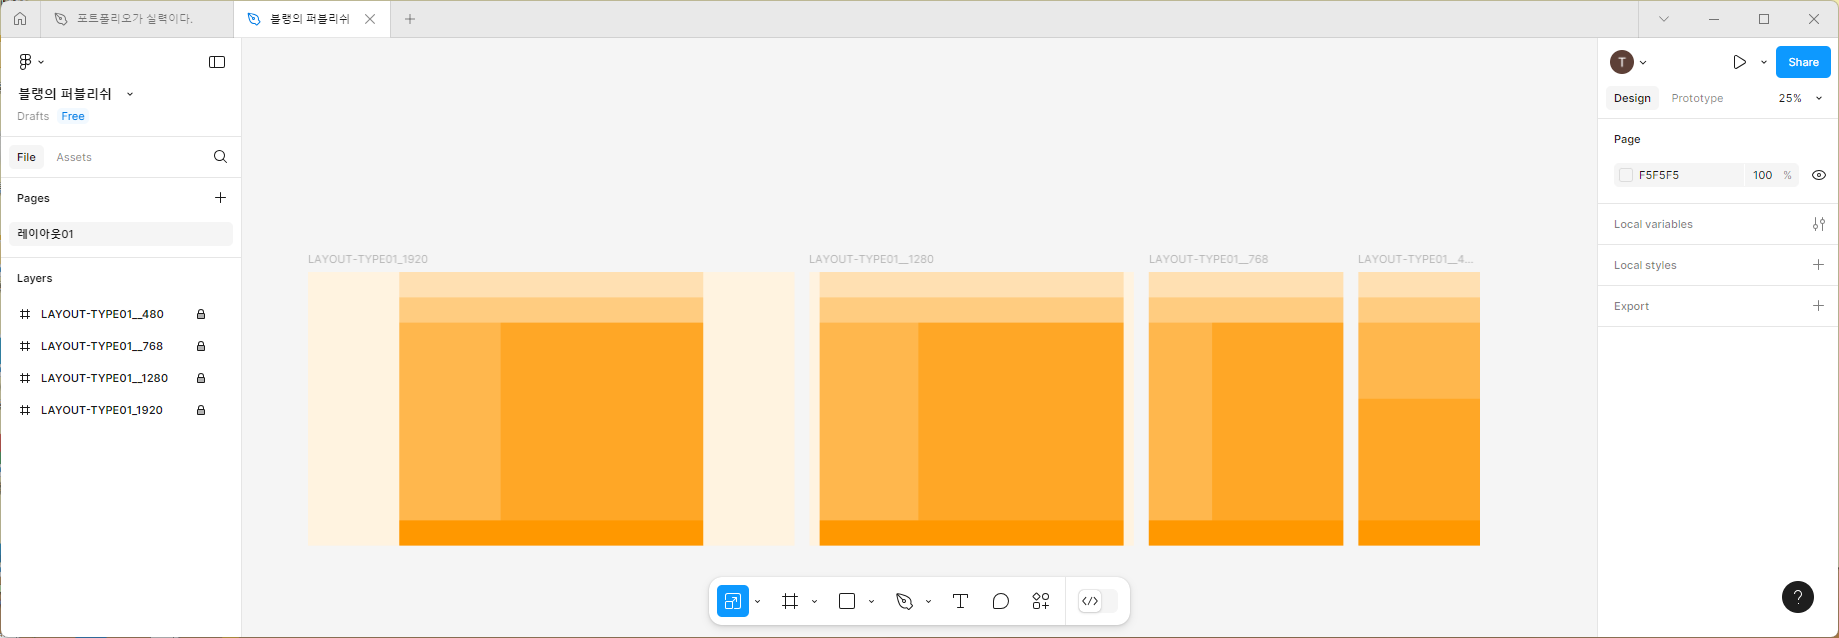 포트폴리오가 실력이다.
블랭의 퍼블리쉬
블랭의 퍼블리쉬
Drafts Free
File Assets
Pages
레이아웃01
Layers
LAYOUT-TYPE01__480
LAYOUT-TYPE01__768
LAYOUT-TYPE01__1280
LAYOUT-TYPE01_1920
LAYOUT-TYPE01_1920
LAYOUT-TYPE01__1280
LAYOUT-TYPE01__768
LAYOUT-TYPE01__4...
T
Share
Design Prototype 25%
Page
F5F5F5 100 %
Local variables
Local styles
Export
?